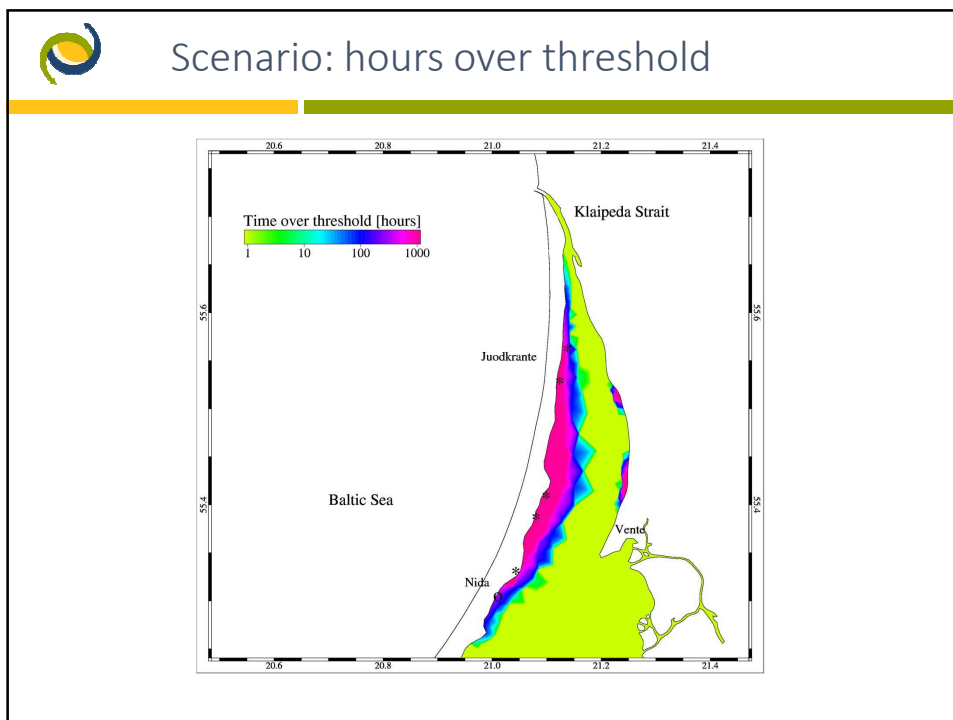 Scenario: hours over threshold
20.6 20.8 21.0 21.2 21.4
Klaipeda Strait
Time over threshold [hours]
1 10 100 1000
55.6 55.6
Juodkrante
*
*
Baltic Sea
*
55.4 55.4
*
Vente
*
Nida
O
20.6 20.8 21.0 21.2 21.4